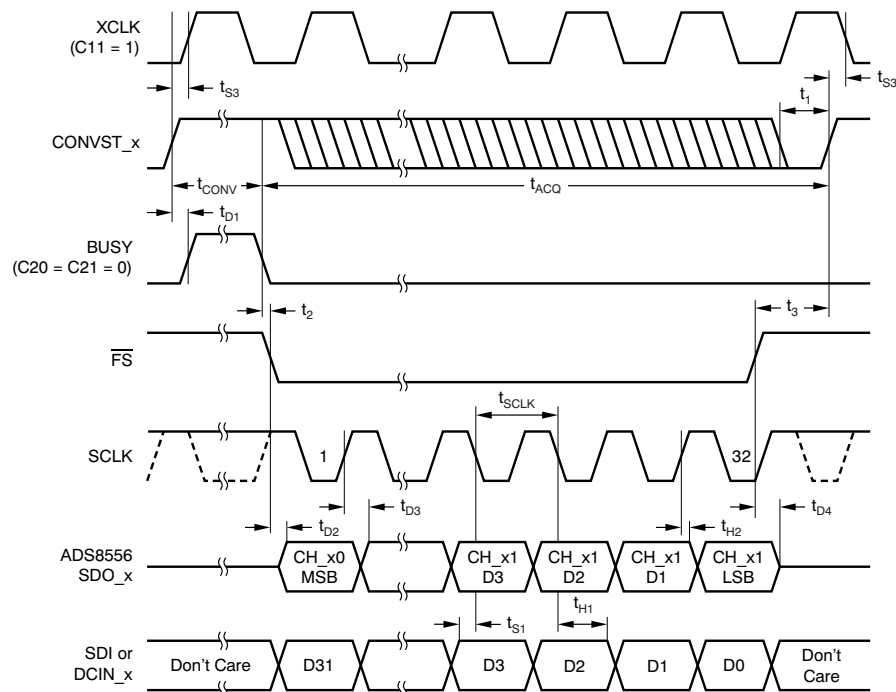 XCLK
(C11 = 1)
tS3
tS3
t1
CONVST_x
tCONV
tACQ
tD1
BUSY
(C20 = C21 = 0)
t2
t3
FS
tSCLK
SCLK
1
32
tD2
tD3
tH2
tD4
ADS8556
SDO_x
CH_x0
MSB
CH_x1
D3
CH_x1
D2
CH_x1
D1
CH_x1
LSB
tS1
tH1
SDI or
DCIN_x
Don't Care
D31
D3
D2
D1
D0
Don't
Care